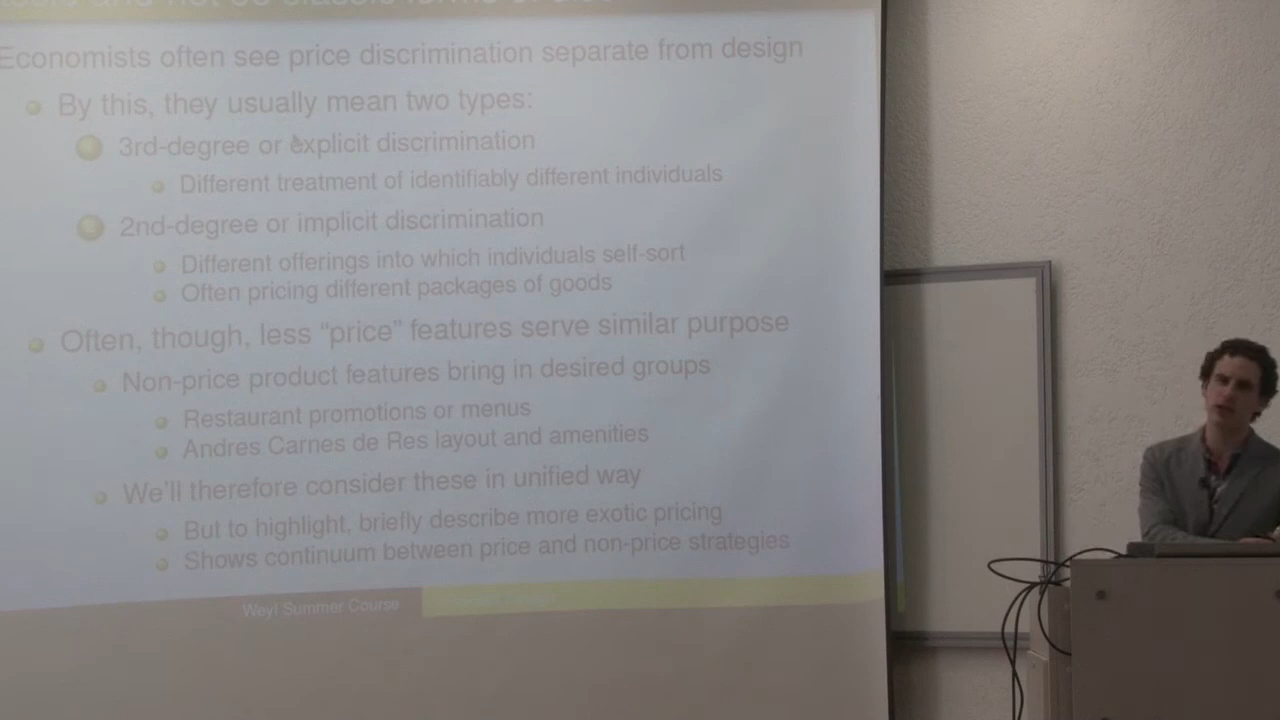 Economists often see price discrimination separate from design
By this, they usually mean two types:
3rd-degree or explicit discrimination
Different treatment of identifiably different individuals
2nd-degree or implicit discrimination
Different offerings into which individuals self-sort
Often pricing different packages of goods
Often, though, less “price” features serve similar purpose
Non-price product features bring in desired groups
Restaurant promotions or menus
Andres Carnes de Res layout and amenities
We'll therefore consider these in unified way
But to highlight, briefly describe more exotic pricing
Shows continuum between price and non-price strategies
Weyl Summer Course